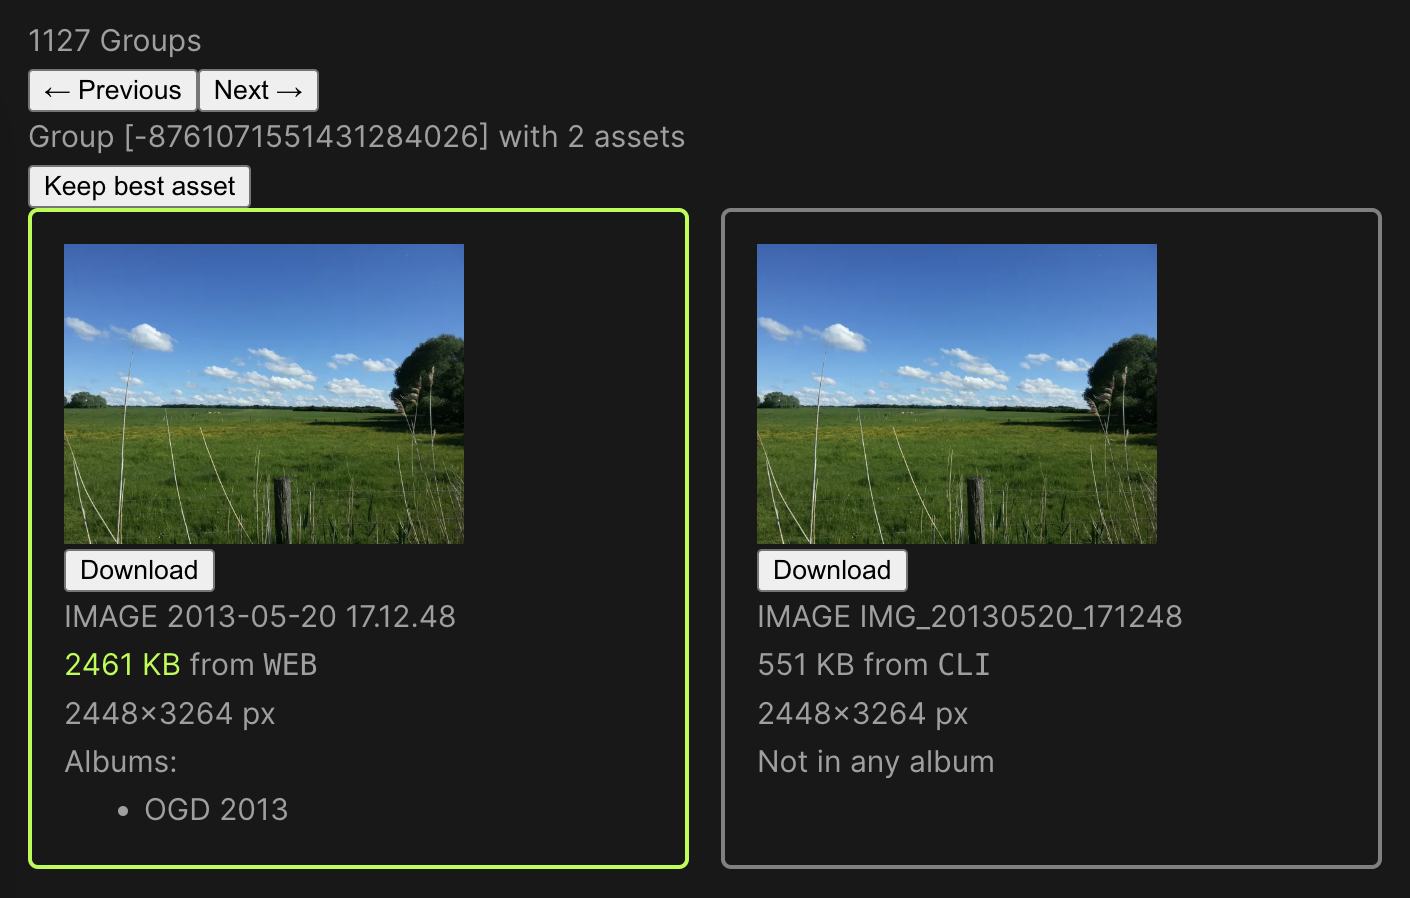 1127 Groups
← Previous Next →
Group [-8761071551431284026] with 2 assets
Keep best asset
Download
IMAGE 2013-05-20 17.12.48
2461 KB from WEB
2448×3264 px
Albums:
• OGD 2013
Download
IMAGE IMG_20130520_171248
551 KB from CLI
2448×3264 px
Not in any album